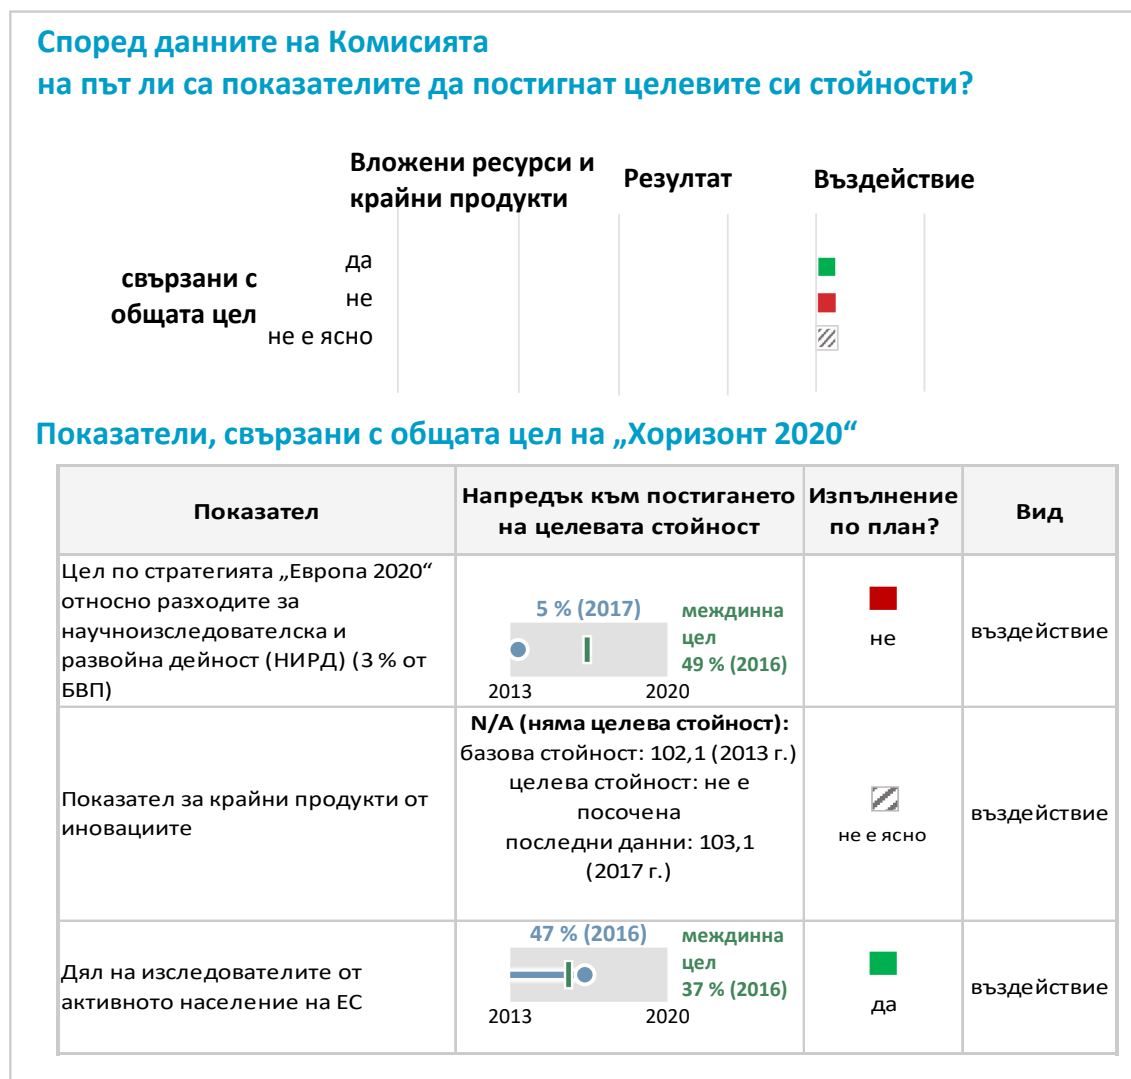 Според данните на Комисията
на път ли са показателите да постигнат целевите си стойности?
Вложени ресурси и
крайни продукти
Резултат
Въздействие
свързани с
общата цел
да
не
не е ясно
Показатели, свързани с общата цел на „Хоризонт 2020“
Показател
Напредък към постигането
на целевата стойност
Изпълнение
по план?
Вид
Цел по стратегията „Европа 2020“
относно разходите за
научноизследователска и
развойна дейност (НИРД) (3 % от
БВП)
5 % (2017)
междинна
цел
49 % (2016)
2013
2020
не
въздействие
Показател за крайни продукти от
иновациите
N/A (няма целева стойност):
базова стойност: 102,1 (2013 г.)
целева стойност: не е
посочена
последни данни: 103,1
(2017 г.)
не е ясно
въздействие
Дял на изследователите от
активното население на ЕС
47 % (2016)
междинна
цел
37 % (2016)
2013
2020
да
въздействие